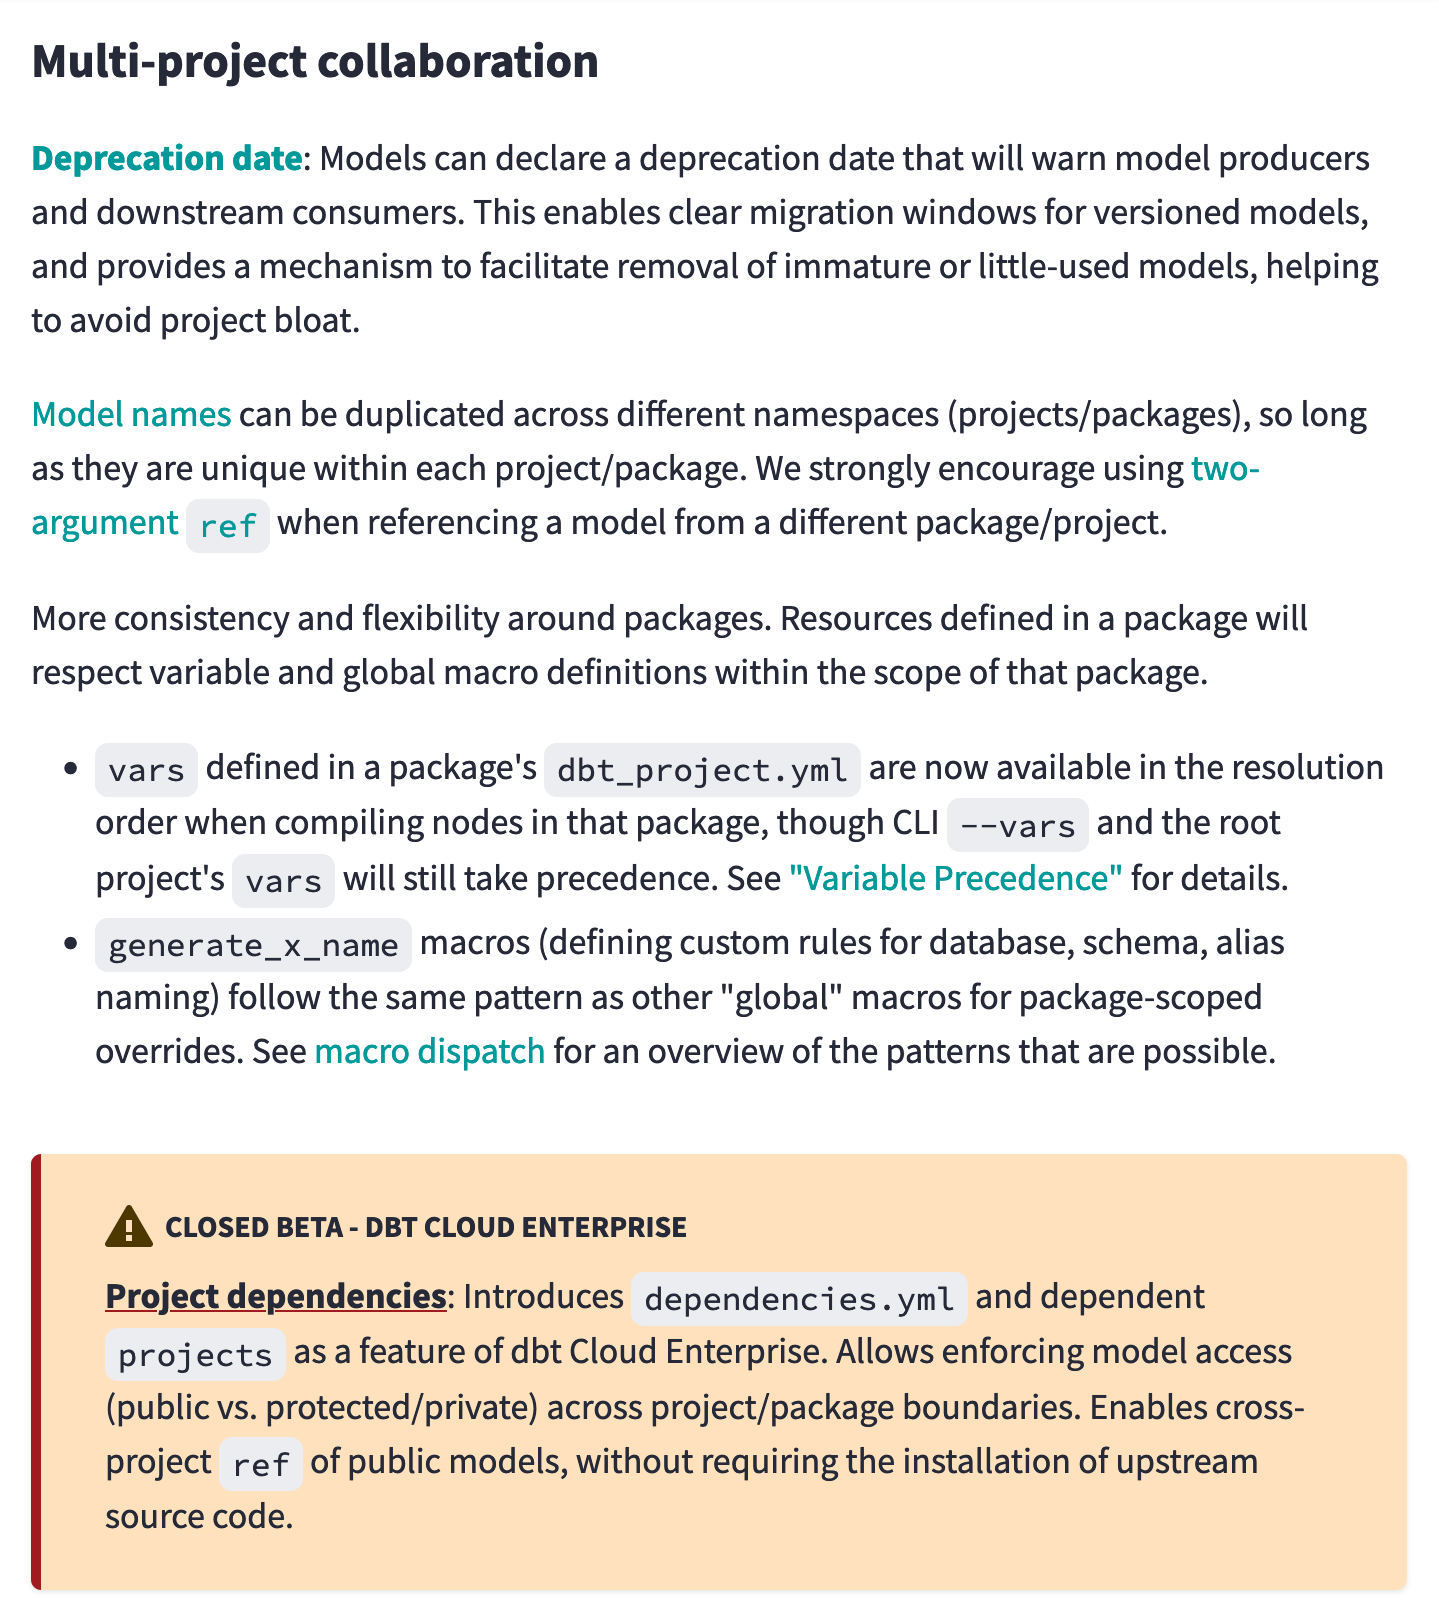 Multi-project collaboration
Deprecation date: Models can declare a deprecation date that will warn model producers
and downstream consumers. This enables clear migration windows for versioned models,
and provides a mechanism to facilitate removal of immature or little-used models, helping
to avoid project bloat.
Model names can be duplicated across different namespaces (projects/packages), so long
as they are unique within each project/package. We strongly encourage using two-
argument ref when referencing a model from a different package/project.
More consistency and flexibility around packages. Resources defined in a package will
respect variable and global macro definitions within the scope of that package.
• vars defined in a package's dbt_project.yml are now available in the resolution
order when compiling nodes in that package, though CLI --vars and the root
project's vars will still take precedence. See "Variable Precedence" for details.
• generate_x_name macros (defining custom rules for database, schema, alias
naming) follow the same pattern as other "global" macros for package-scoped
overrides. See macro dispatch for an overview of the patterns that are possible.
CLOSED BETA - DBT CLOUD ENTERPRISE
Project dependencies: Introduces dependencies.yml and dependent
projects as a feature of dbt Cloud Enterprise. Allows enforcing model access
(public vs. protected/private) across project/package boundaries. Enables cross-
project ref of public models, without requiring the installation of upstream
source code.